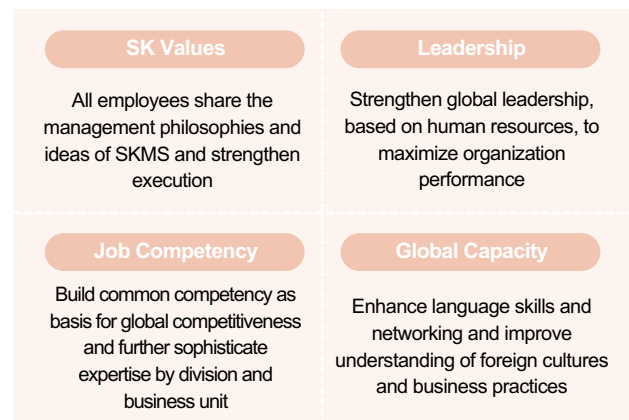 SK Values
All employees share the
management philosophies and
ideas of SKMS and strengthen
execution
Leadership
Strengthen global leadership,
based on human resources, to
maximize organization
performance
Job Competency
Build common competency as
basis for global competitiveness
and further sophisticate
expertise by division and
business unit
Global Capacity
Enhance language skills and
networking and improve
understanding of foreign cultures
and business practices